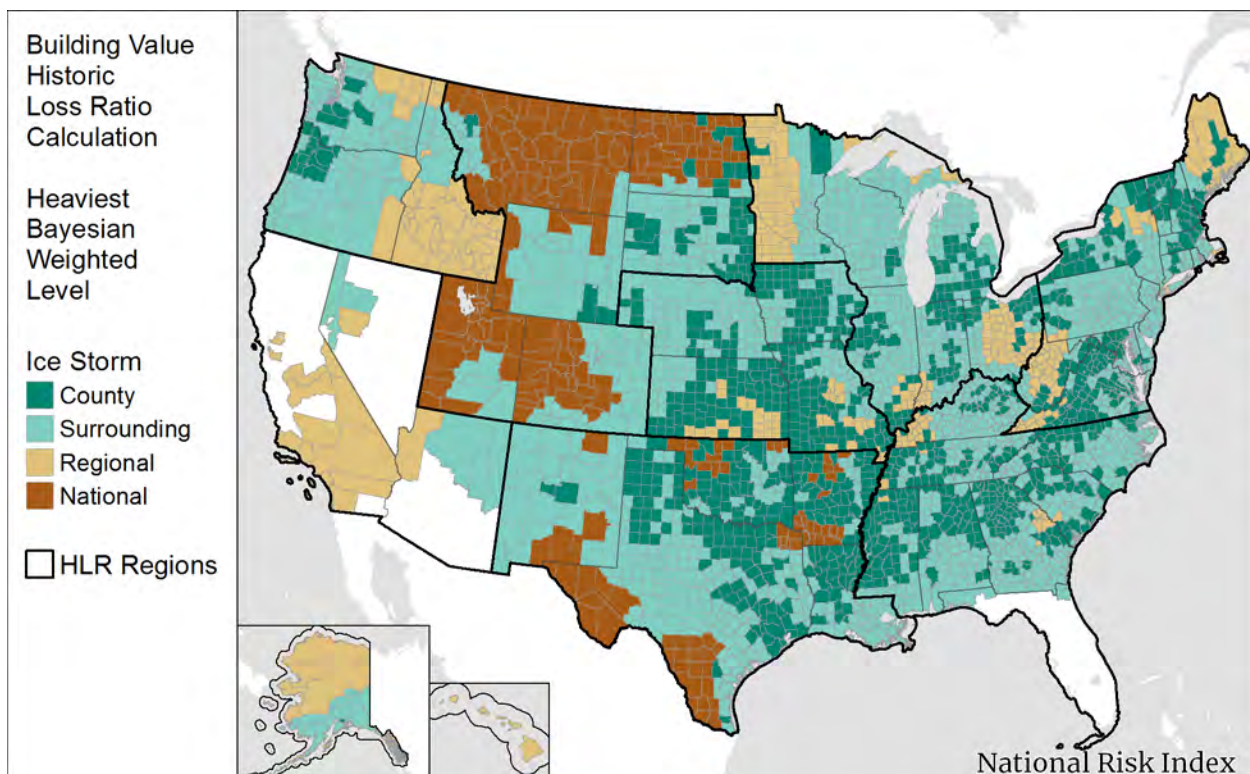 Building Value
Historic
Loss Ratio
Calculation
Heaviest
Bayesian
Weighted
Level
Ice Storm
County
Surrounding
Regional
National
HLR Regions
National Risk Index